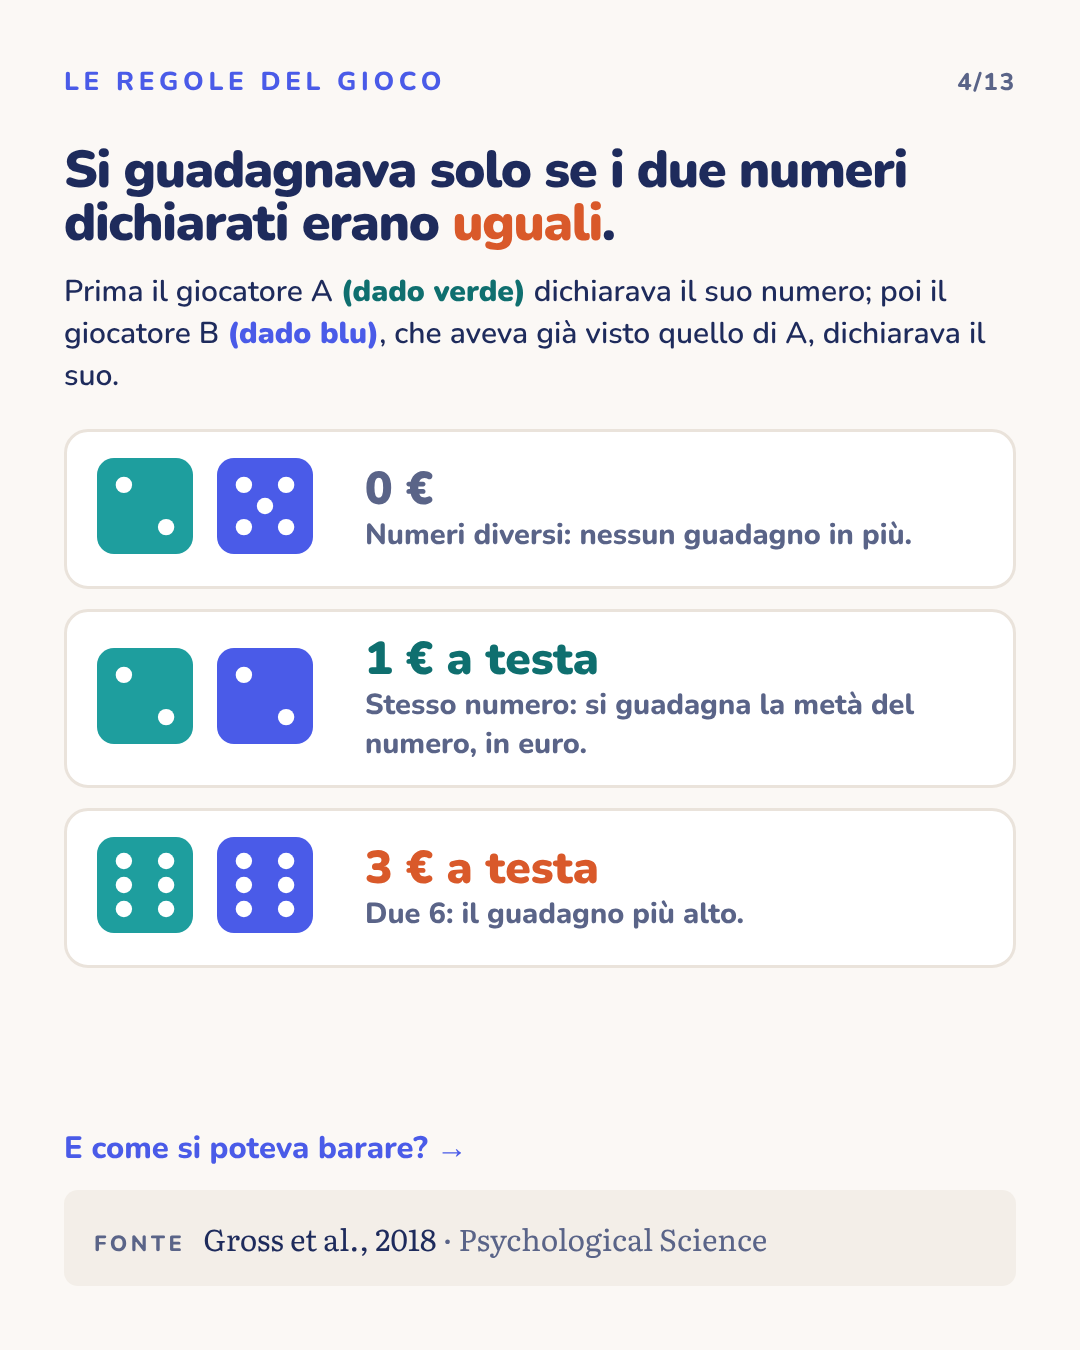 LE REGOLE DEL GIOCO
4/13
Si guadagnava solo se i due numeri
dichiarati erano uguali.
Prima il giocatore A (dado verde) dichiarava il suo numero; poi il
giocatore B (dado blu), che aveva già visto quello di A, dichiarava il
suo.
0 €
Numeri diversi: nessun guadagno in più.
1 € a testa
Stesso numero: si guadagna la metà del
numero, in euro.
3 € a testa
Due 6: il guadagno più alto.
E come si poteva barare? →
FONTE Gross et al., 2018 · Psychological Science